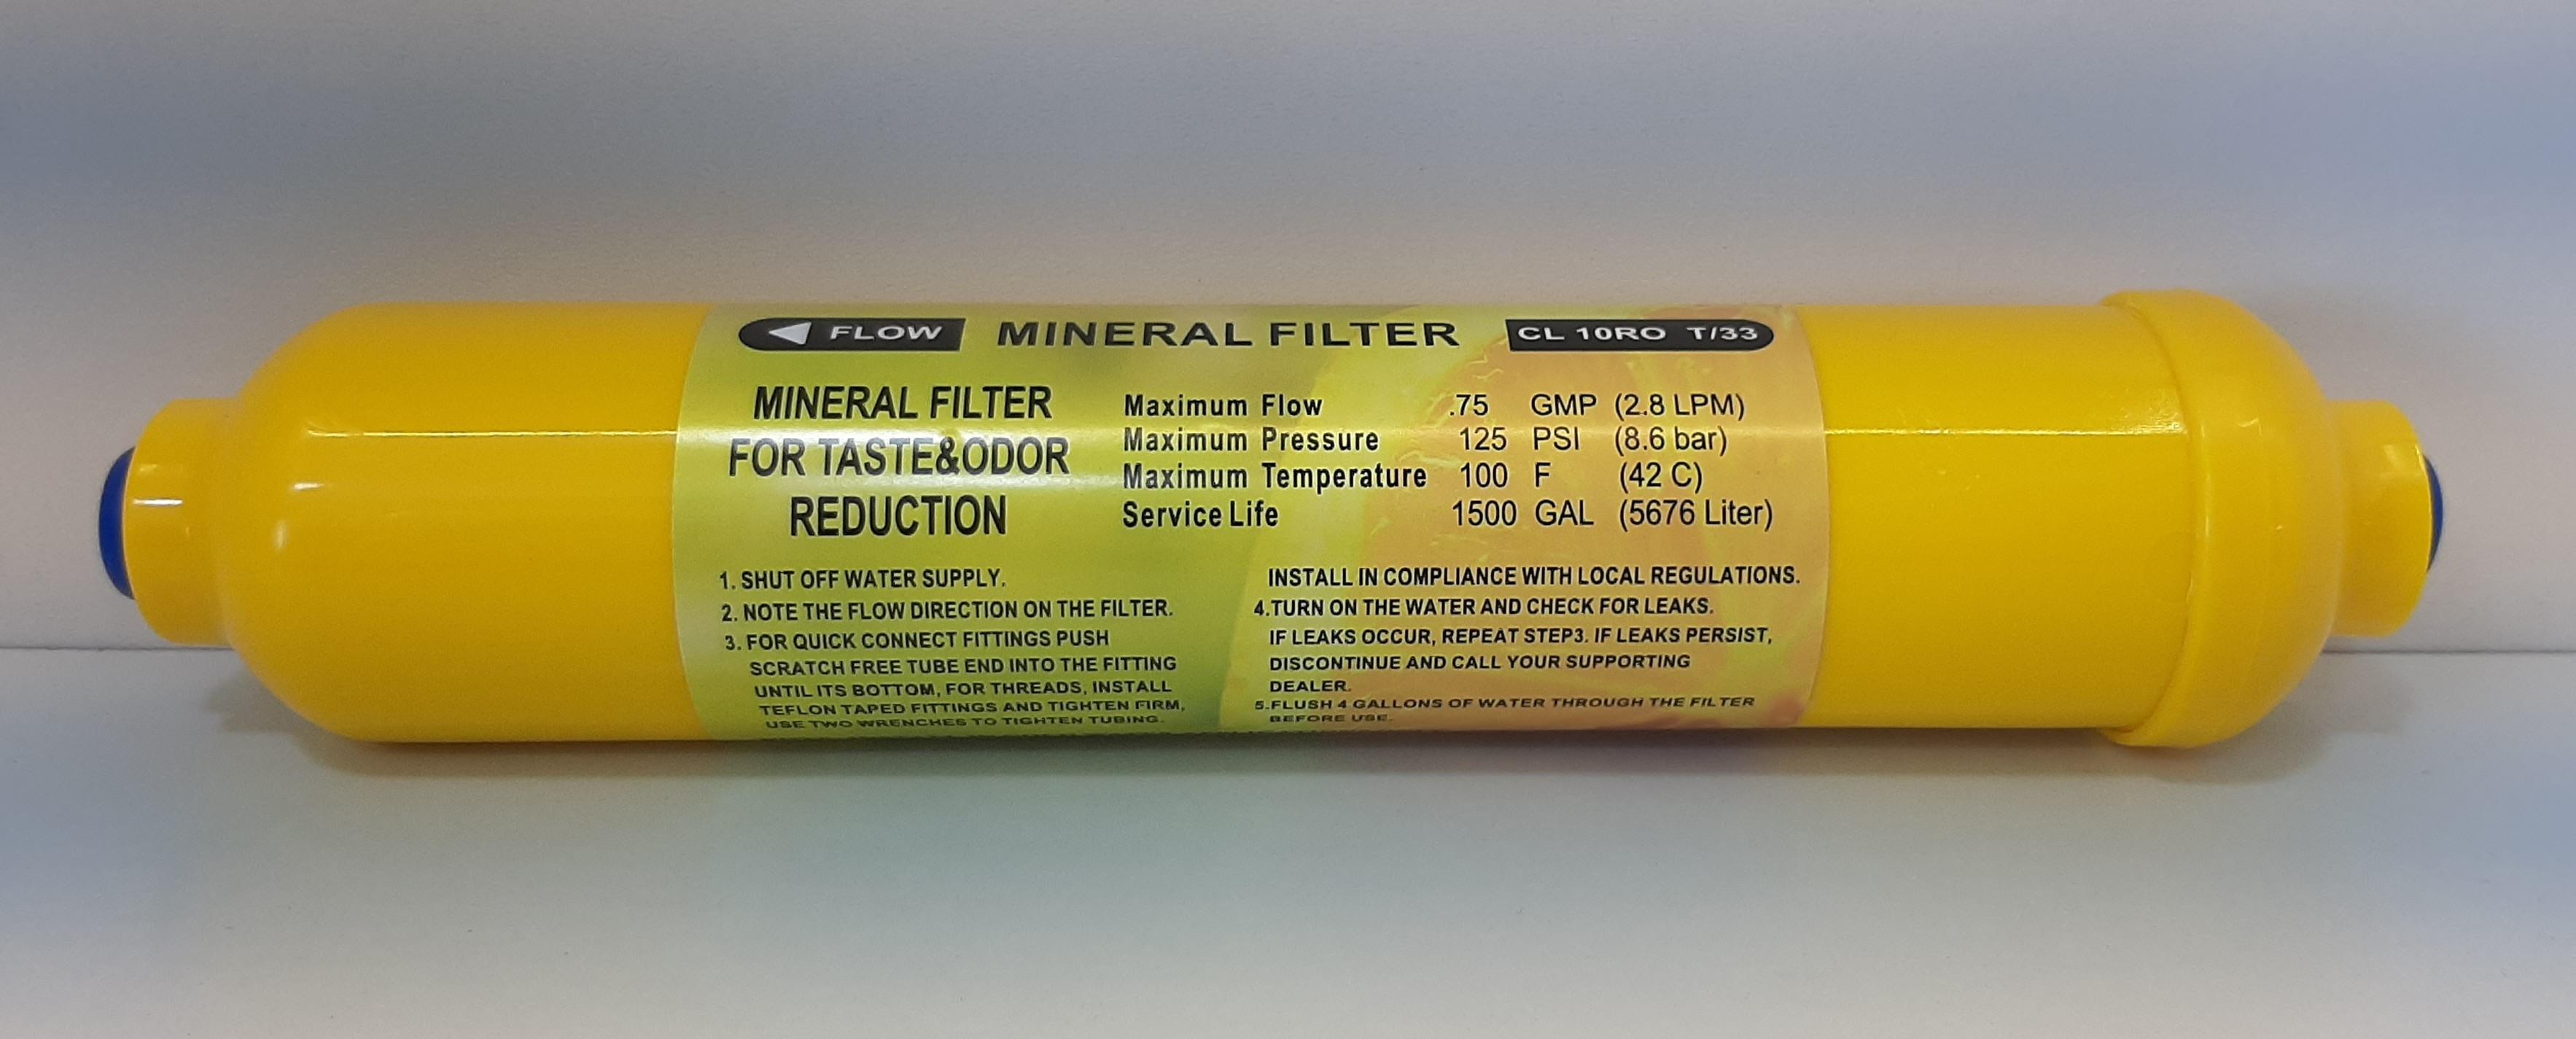 FLOW MINERAL FILTER CL 10RO T/33
MINERAL FILTER
FOR TASTE&ODOR
REDUCTION
Maximum Flow .75 GMP (2.8 LPM)
Maximum Pressure 125 PSI (8.6 bar)
Maximum Temperature 100 F (42 C)
Service Life 1500 GAL (5676 Liter)
1. SHUT OFF WATER SUPPLY.
2. NOTE THE FLOW DIRECTION ON THE FILTER.
3. FOR QUICK CONNECT FITTINGS PUSH
SCRATCH FREE TUBE END INTO THE FITTING
UNTIL ITS BOTTOM, FOR THREADS, INSTALL
TEFLON TAPED FITTINGS AND TIGHTEN FIRM,
USE TWO WRENCHES TO TIGHTEN TUBING.
INSTALL IN COMPLIANCE WITH LOCAL REGULATIONS.
4.TURN ON THE WATER AND CHECK FOR LEAKS.
IF LEAKS OCCUR, REPEAT STEP3. IF LEAKS PERSIST,
DISCONTINUE AND CALL YOUR SUPPORTING
DEALER.
5.FLUSH 4 GALLONS OF WATER THROUGH THE FILTER
BEFORE USE.